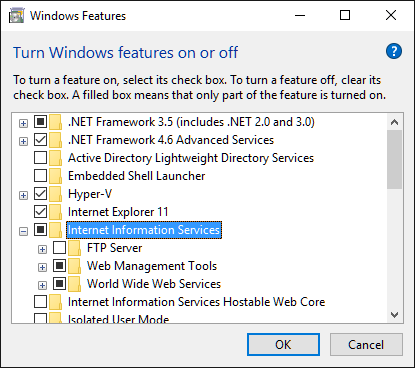 Windows Features
Turn Windows features on or off
To turn a feature on, select its check box. To turn a feature off, clear its
check box. A filled box means that only part of the feature is turned on.
.NET Framework 3.5 (includes .NET 2.0 and 3.0)
.NET Framework 4.6 Advanced Services
Active Directory Lightweight Directory Services
Embedded Shell Launcher
Hyper-V
Internet Explorer 11
Internet Information Services
FTP Server
Web Management Tools
World Wide Web Services
Internet Information Services Hostable Web Core
Isolated User Mode
OK
Cancel